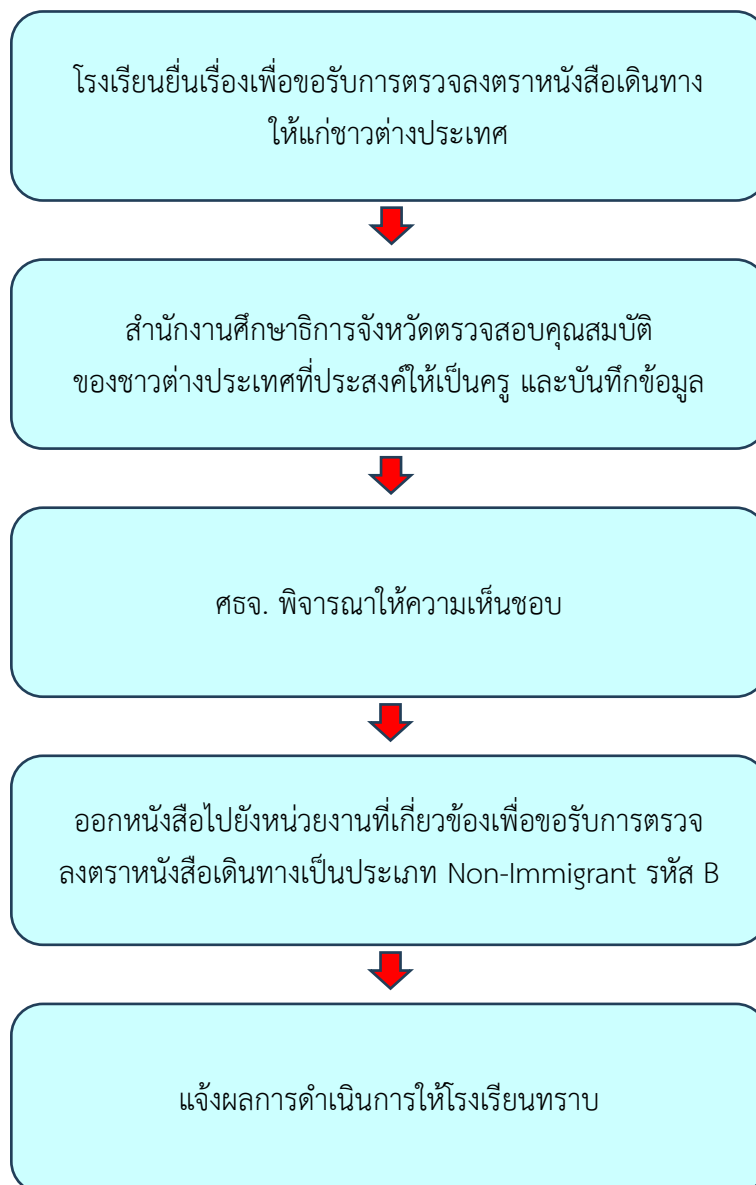 โรงเรียนยื่นเรื่องเพื่อขอรับการตรวจลงตราหนังสือเดินทาง
ให้แก่ชาวต่างประเทศ
สำนักงานศึกษาธิการจังหวัดตรวจสอบคุณสมบัติ
ของชาวต่างประเทศที่ประสงค์ให้เป็นครู และบันทึกข้อมูล
ศธจ. พิจารณาให้ความเห็นชอบ
ออกหนังสือไปยังหน่วยงานที่เกี่ยวข้องเพื่อขอรับการตรวจ
ลงตราหนังสือเดินทางเป็นประเภท Non-Immigrant รหัส B
แจ้งผลการดำเนินการให้โรงเรียนทราบ